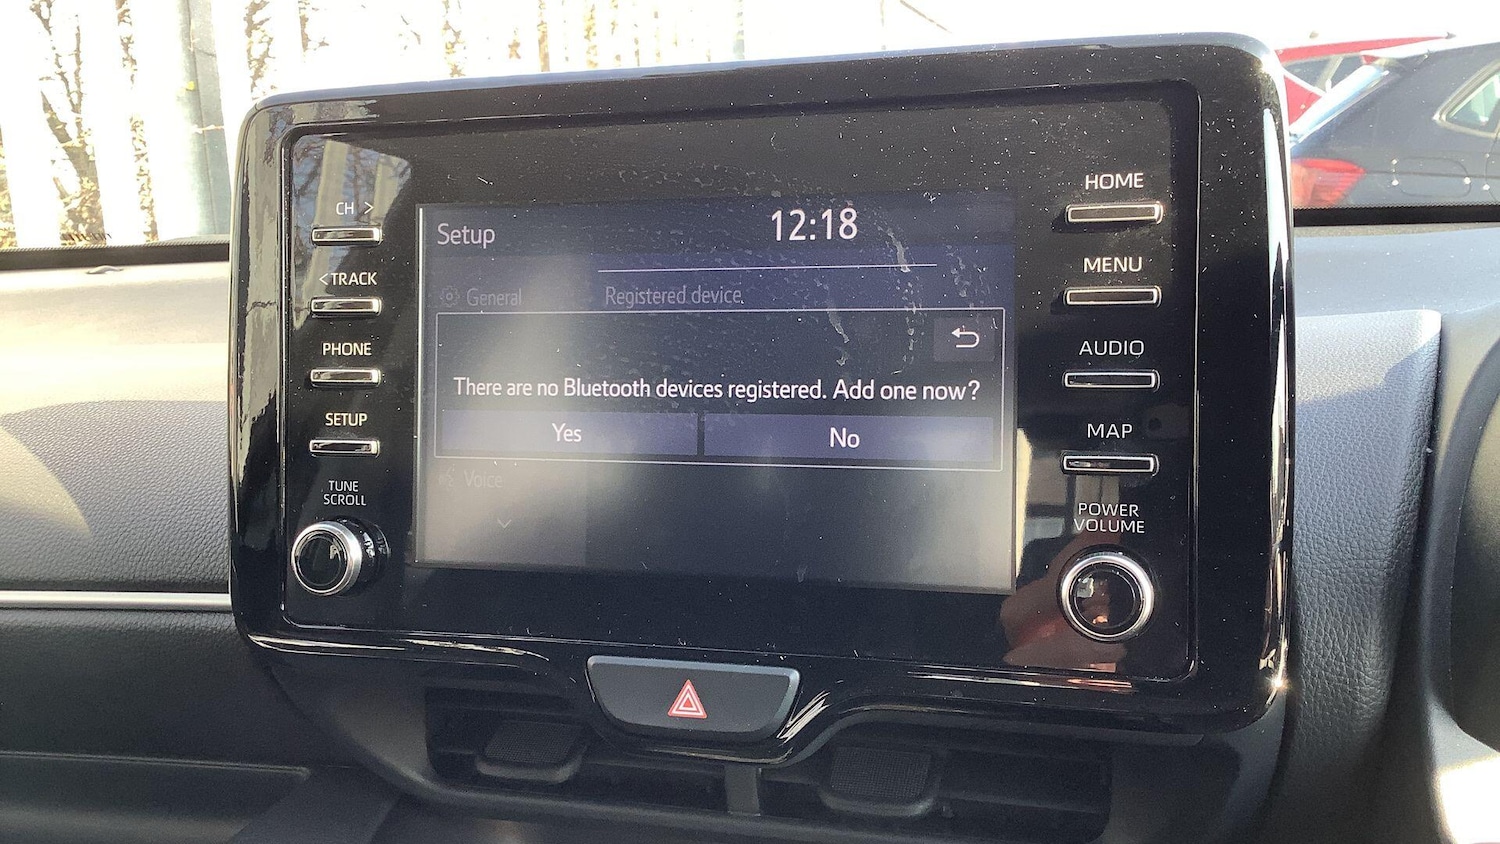 CH >
< TRACK
PHONE
SETUP
TUNE
SCROLL
Setup
12:18
General
Registered device
There are no Bluetooth devices registered. Add one now?
Yes
No
Voice
HOME
MENU
AUDIO
MAP
POWER
VOLUME